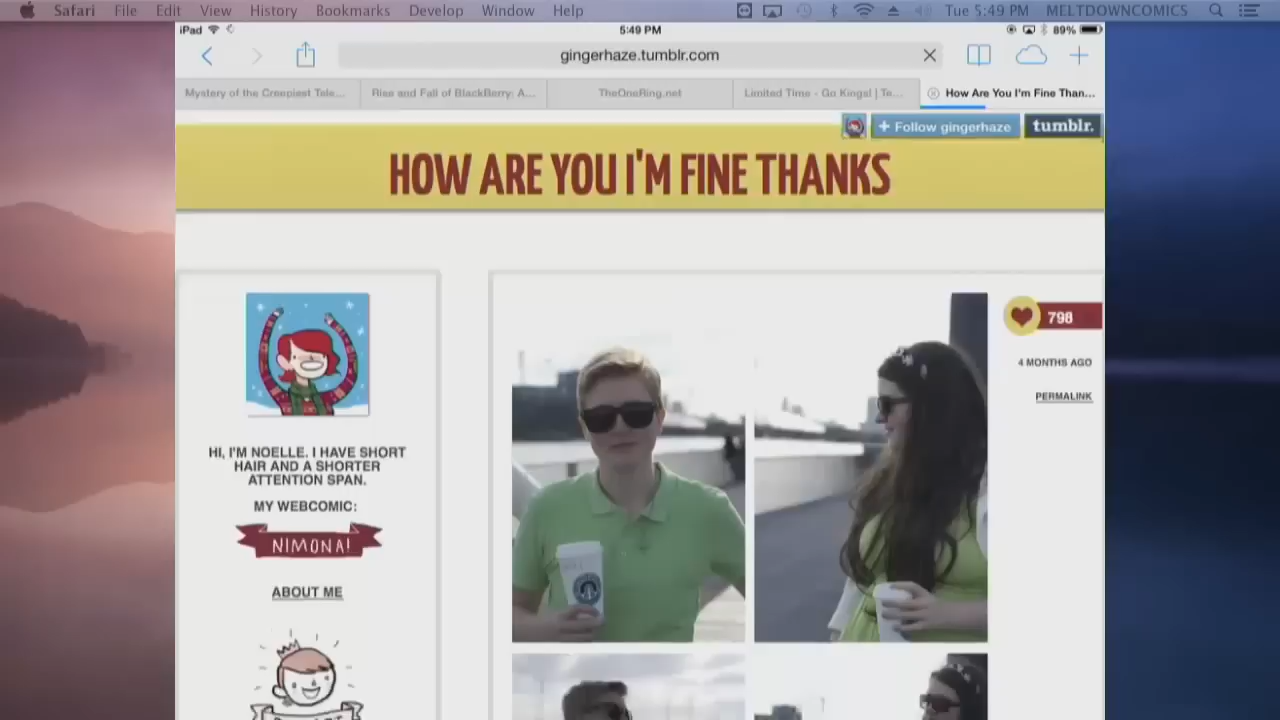 Safari File Edit View History Bookmarks Develop Window Help Tue 5:49 PM MELTDOWNCOMICS
iPad 5:49 PM 89%
gingerhaze.tumblr.com
Mystery of the Creepiest Tele... Rise and Fall of BlackBerry: A... TheOneRing.net Limited Time - Go Kings! | Te... How Are You I'm Fine Than...
+ Follow gingerhaze tumblr.
HOW ARE YOU I'M FINE THANKS
HI, I'M NOELLE. I HAVE SHORT
HAIR AND A SHORTER
ATTENTION SPAN.
MY WEBCOMIC:
NIMONA!
ABOUT ME
798
4 MONTHS AGO
PERMALINK